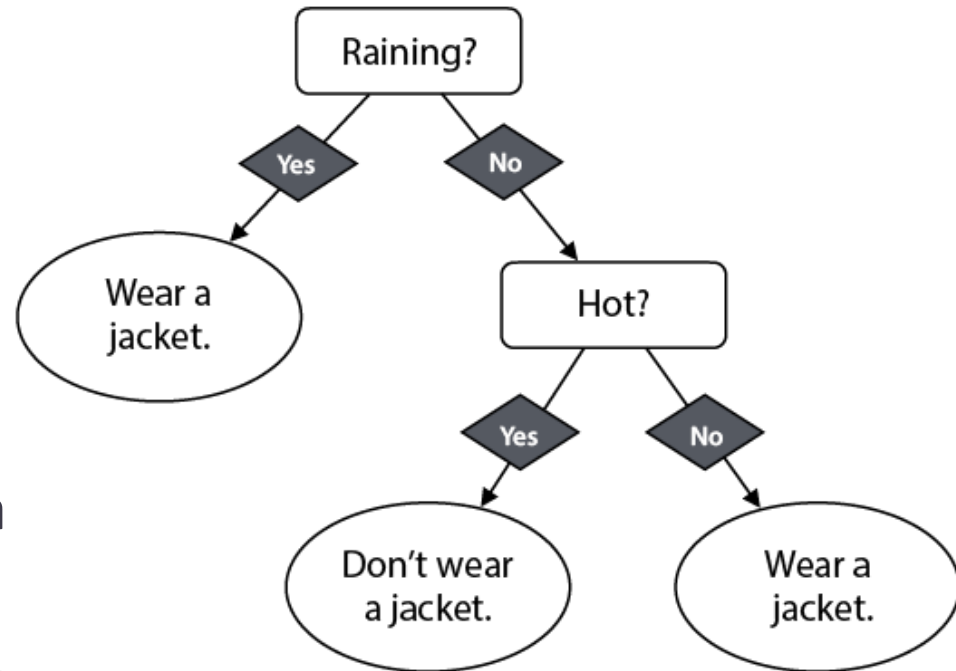 Raining?
Yes
No
Wear a
jacket.
Hot?
Yes
No
Don't wear
a jacket.
Wear a
jacket.